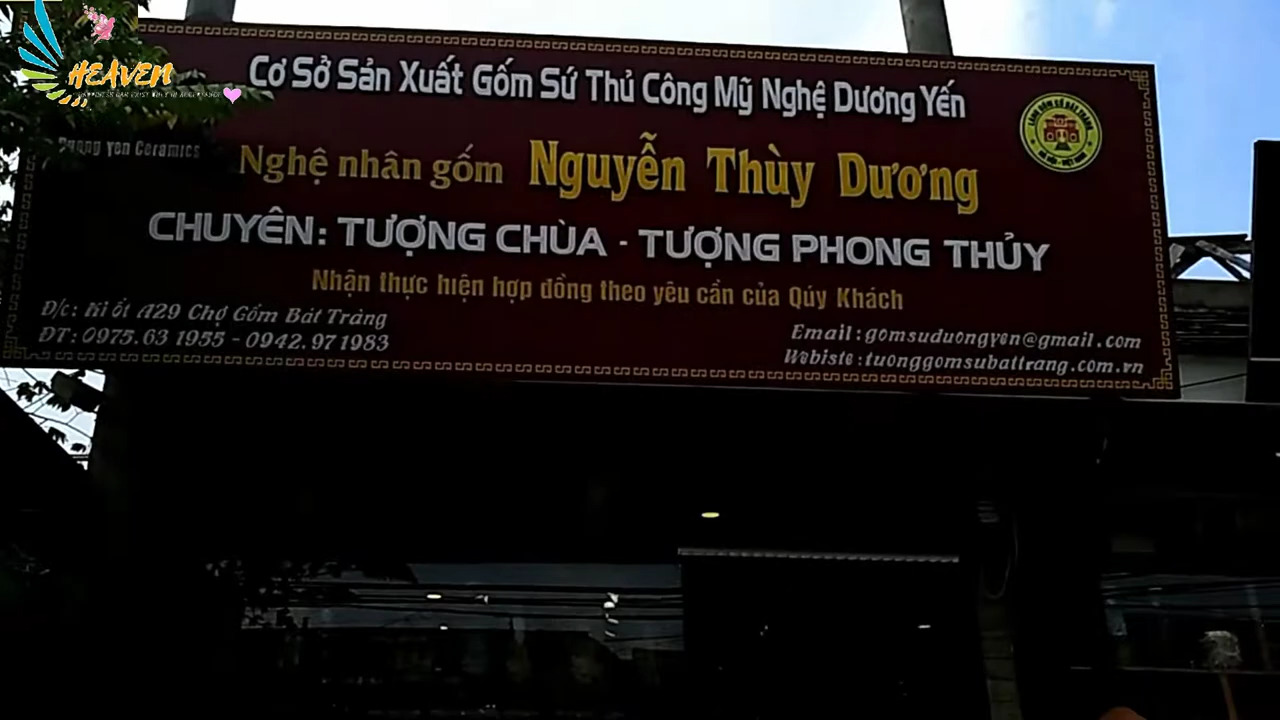 HEAVEN
Cơ Sở Sản Xuất Gốm Sứ Thủ Công Mỹ Nghệ Dương Yến
Yen Ceramics
Nghệ nhân gốm Nguyễn Thùy Dương
CHUYÊN: TƯỢNG CHÙA - TƯỢNG PHONG THỦY
Nhận thực hiện hợp đồng theo yêu cần của Qúy Khách
Đ/c: Ki ốt A29 Chợ Gốm Bát Tràng
ĐT: 0975.63 1955 - 0942.97 1983
Email: gomsuduongyen@gmail.com
Webiste: tuonggomsubattrang.com.vn